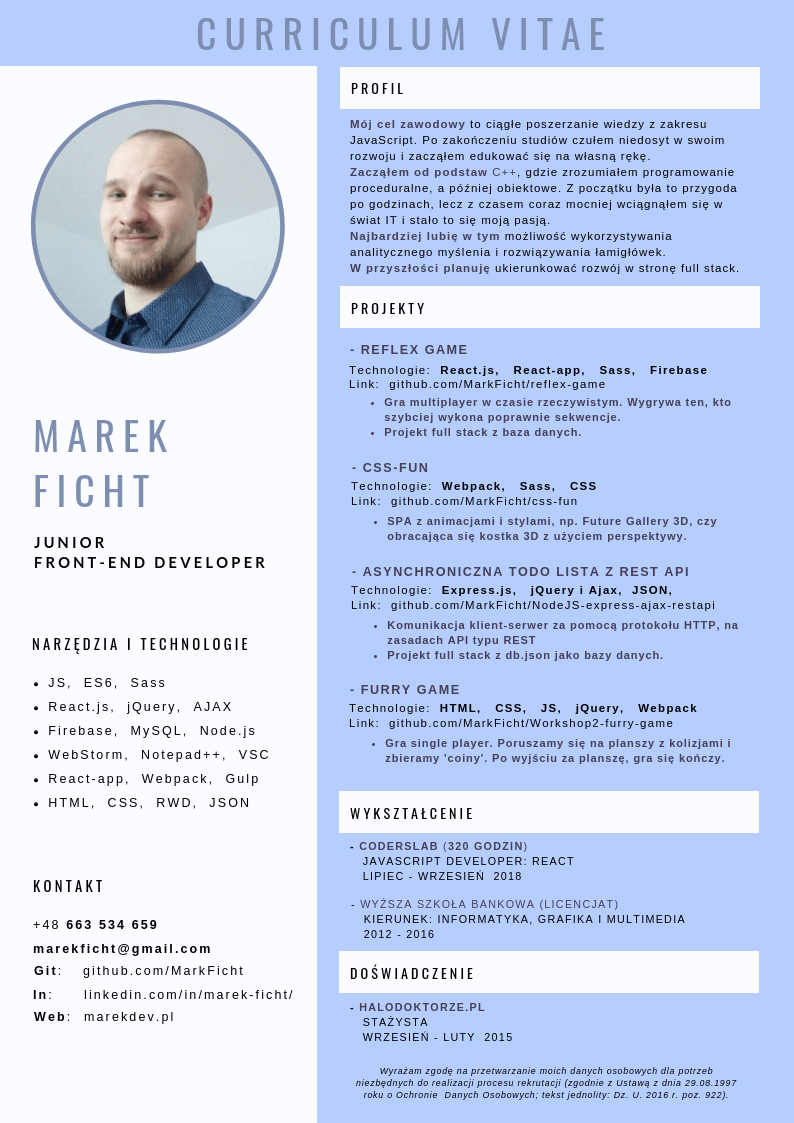 CURRICULUM VITAE
MAREK
FICHT
JUNIOR
FRONT-END DEVELOPER
NARZĘDZIA I TECHNOLOGIE
• JS, ES6, Sass
• React.js, jQuery, AJAX
• Firebase, MySQL, Node.js
• WebStorm, Notepad++, VSC
• React-app, Webpack, Gulp
• HTML, CSS, RWD, JSON
KONTAKT
+48 663 534 659
marekficht@gmail.com
Git: github.com/MarkFicht
In: linkedin.com/in/marek-ficht/
Web: marekdev.pl
PROFIL
Mój cel zawodowy to ciągłe poszerzanie wiedzy z zakresu
JavaScript. Po zakończeniu studiów czułem niedosyt w swoim
rozwoju i zacząłem edukować się na własną rękę.
Zacząłem od podstaw C++, gdzie zrozumiałem programowanie
proceduralne, a później obiektowe. Z początku była to przygoda
po godzinach, lecz z czasem coraz mocniej wciągnąłem się w
świat IT i stało to się moją pasją.
Najbardziej lubię w tym możliwość wykorzystywania
analitycznego myślenia i rozwiązywania łamigłówek.
W przyszłości planuję ukierunkować rozwój w stronę full stack.
PROJEKTY
- REFLEX GAME
Technologie: React.js, React-app, Sass, Firebase
Link: github.com/MarkFicht/reflex-game
• Gra multiplayer w czasie rzeczywistym. Wygrywa ten, kto
szybciej wykona poprawnie sekwencje.
• Projekt full stack z baza danych.
- CSS-FUN
Technologie: Webpack, Sass, CSS
Link: github.com/MarkFicht/css-fun
• SPA z animacjami i stylami, np. Future Gallery 3D, czy
obracająca się kostka 3D z użyciem perspektywy.
- ASYNCHRONICZNA TODO LISTA Z REST API
Technologie: Express.js, jQuery i Ajax, JSON,
Link: github.com/MarkFicht/NodeJS-express-ajax-restapi
• Komunikacja klient-serwer za pomocą protokołu HTTP, na
zasadach API typu REST
• Projekt full stack z db.json jako bazy danych.
- FURRY GAME
Technologie: HTML, CSS, JS, jQuery, Webpack
Link: github.com/MarkFicht/Workshop2-furry-game
• Gra single player. Poruszamy się na planszy z kolizjami i
zbieramy 'coiny'. Po wyjściu za planszę, gra się kończy.
WYKSZTAŁCENIE
- CODERSLAB (320 GODZIN)
JAVASCRIPT DEVELOPER: REACT
LIPIEC - WRZESIEŃ 2018
- WYŻSZA SZKOŁA BANKOWA (LICENCJAT)
KIERUNEK: INFORMATYKA, GRAFIKA I MULTIMEDIA
2012 - 2016
DOŚWIADCZENIE
- HALODOKTORZE.PL
STAŻYSTA
WRZESIEŃ - LUTY 2015
Wyrażam zgodę na przetwarzanie moich danych osobowych dla potrzeb
niezbędnych do realizacji procesu rekrutacji (zgodnie z Ustawą z dnia 29.08.1997
roku o Ochronie Danych Osobowych; tekst jednolity: Dz. U. 2016 r. poz. 922).